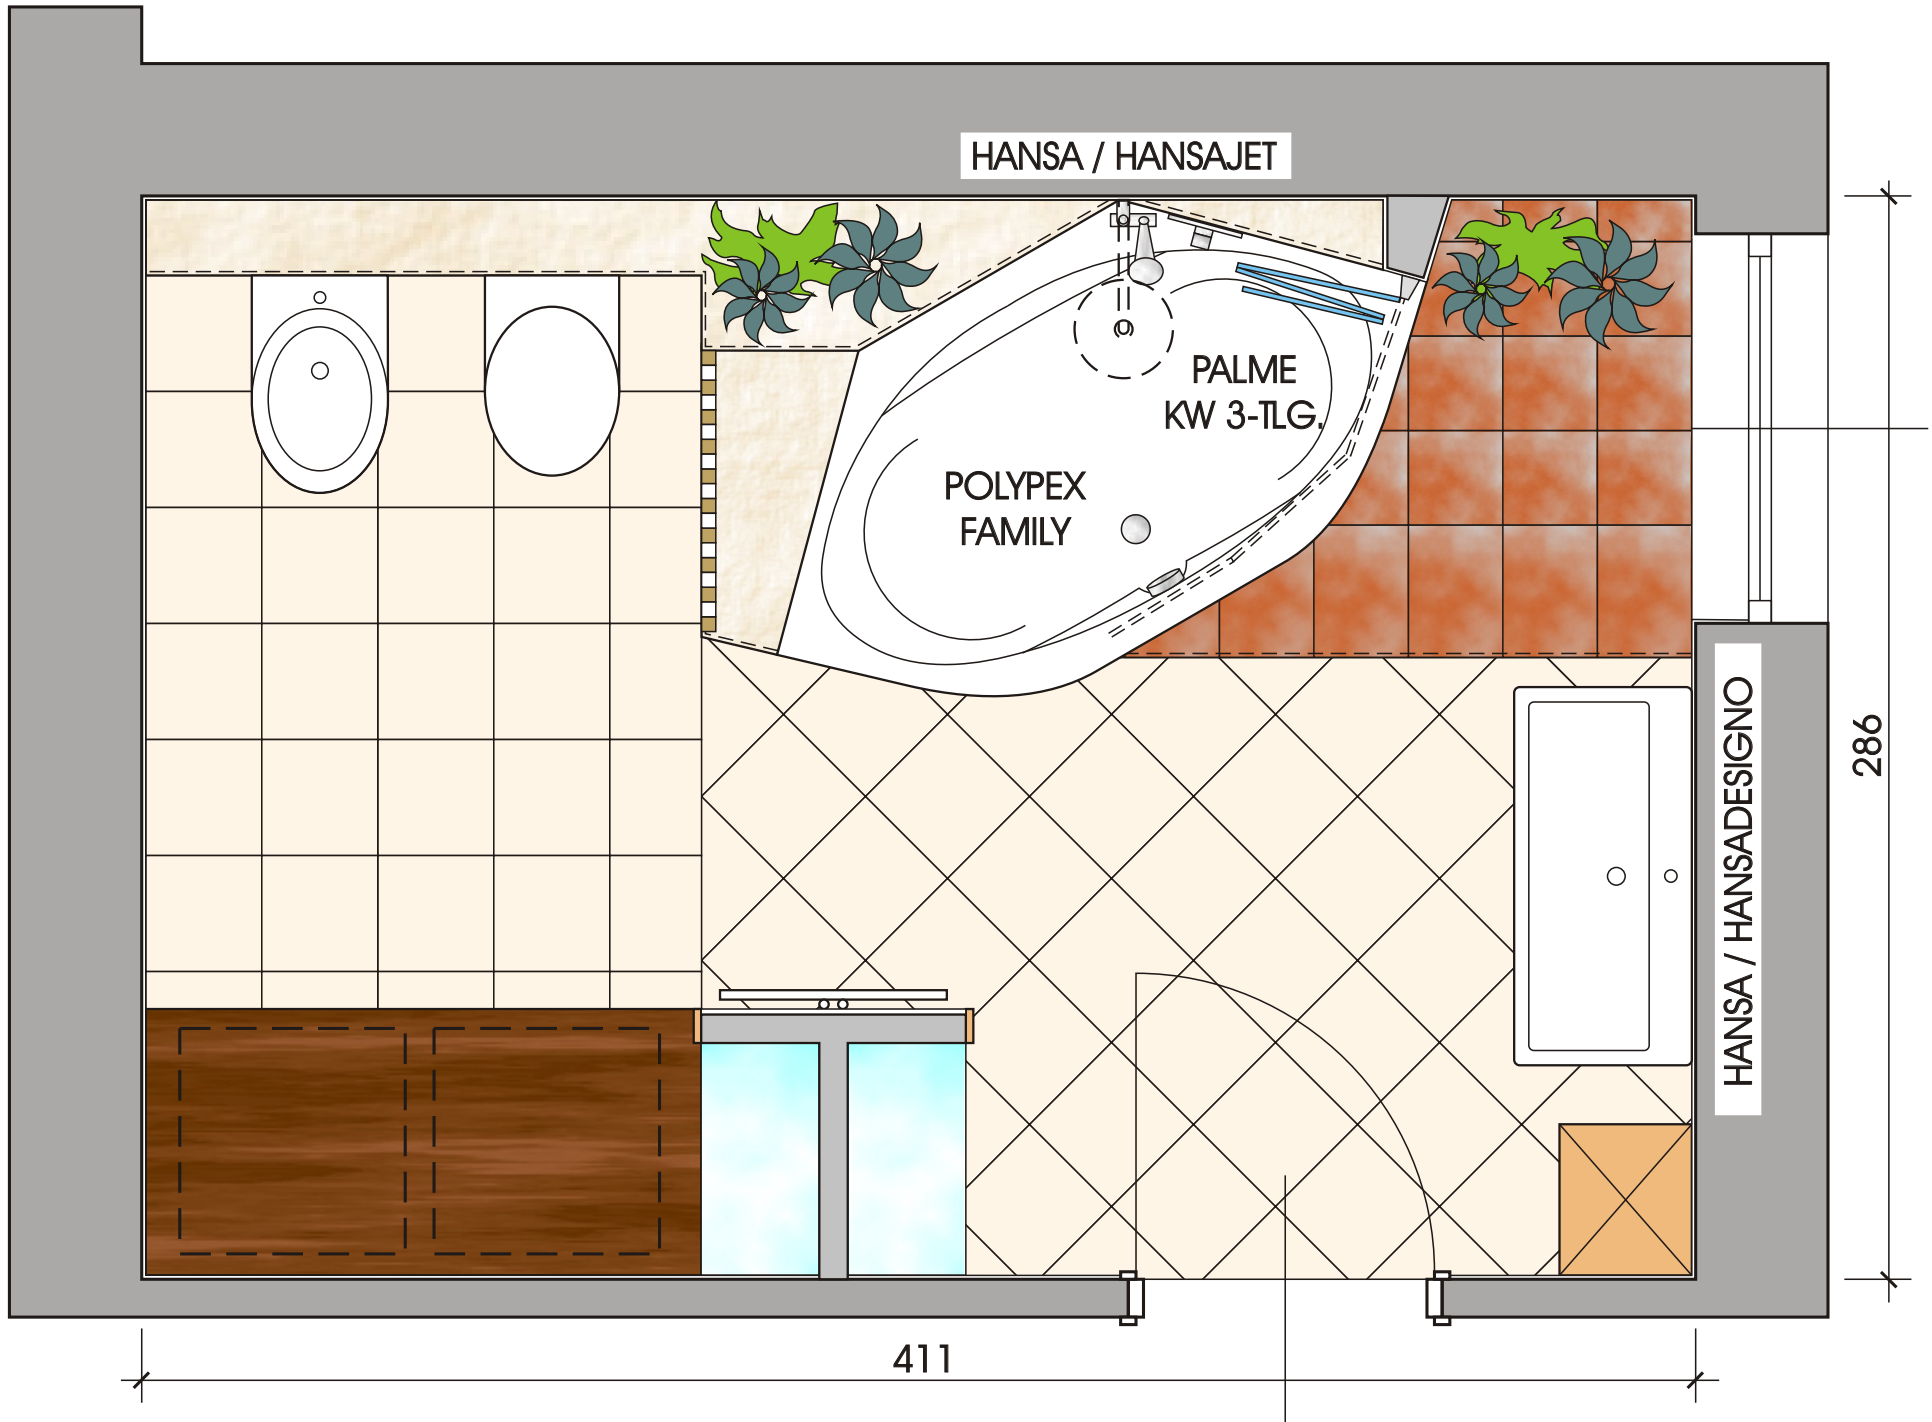 HANSA / HANSAJET
PALME
KW 3-TLG.
POLYPEX
FAMILY
HANSA / HANSADESIGNO
286
411